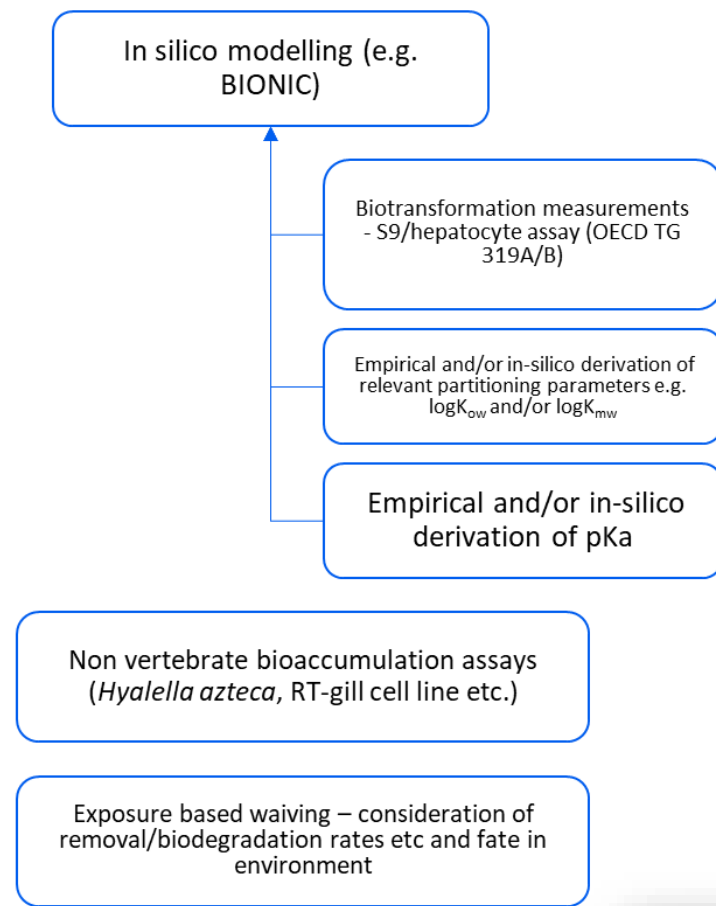 In silico modelling (e.g.
BIONIC)
Biotransformation measurements
- S9/hepatocyte assay (OECD TG
319A/B)
Empirical and/or in-silico derivation of
relevant partitioning parameters e.g.
logKow and/or logKmw
Empirical and/or in-silico
derivation of pKa
Non vertebrate bioaccumulation assays
(Hyalella azteca, RT-gill cell line etc.)
Exposure based waiving – consideration of
removal/biodegradation rates etc and fate in
environment